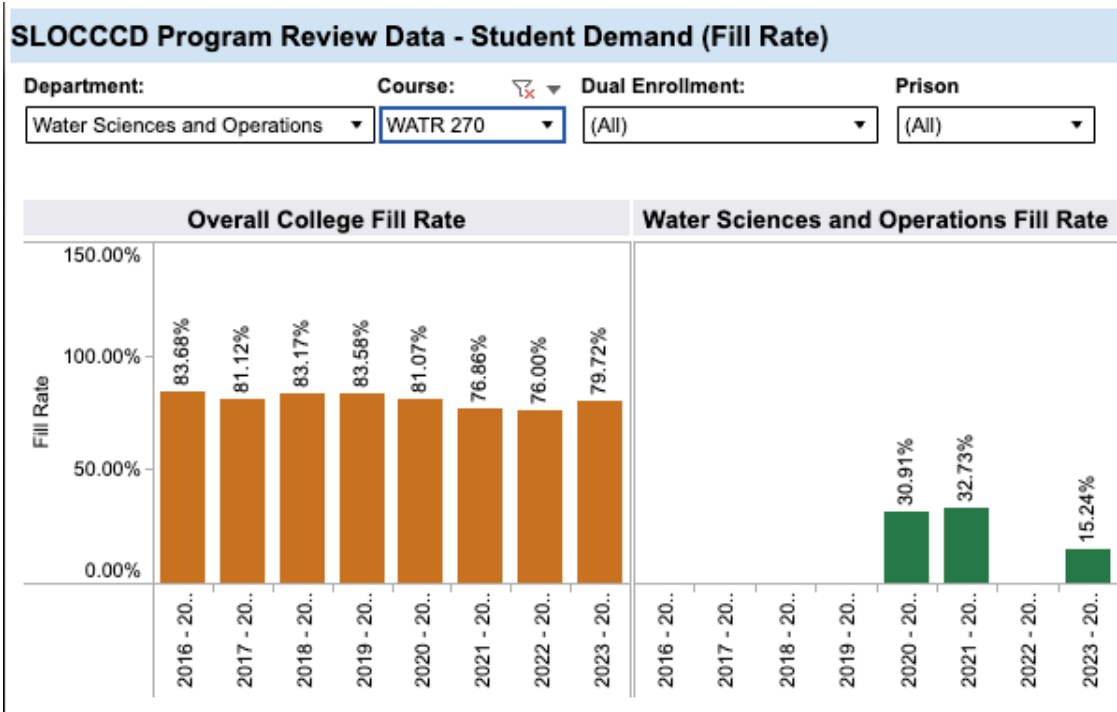 SLOCCCD Program Review Data - Student Demand (Fill Rate)
Department: Course: Dual Enrollment: Prison
Water Sciences and Operations WATR 270 (All) (All)
Overall College Fill Rate Water Sciences and Operations Fill Rate
150.00%
100.00%
50.00%
0.00%
Fill Rate
83.68%
81.12%
83.17%
83.58%
81.07%
76.86%
76.00%
79.72%
30.91%
32.73%
15.24%
2016 - 20..
2017 - 20..
2018 - 20..
2019 - 20..
2020 - 20..
2021 - 20..
2022 - 20..
2023 - 20..
2016 - 20..
2017 - 20..
2018 - 20..
2019 - 20..
2020 - 20..
2021 - 20..
2022 - 20..
2023 - 20..